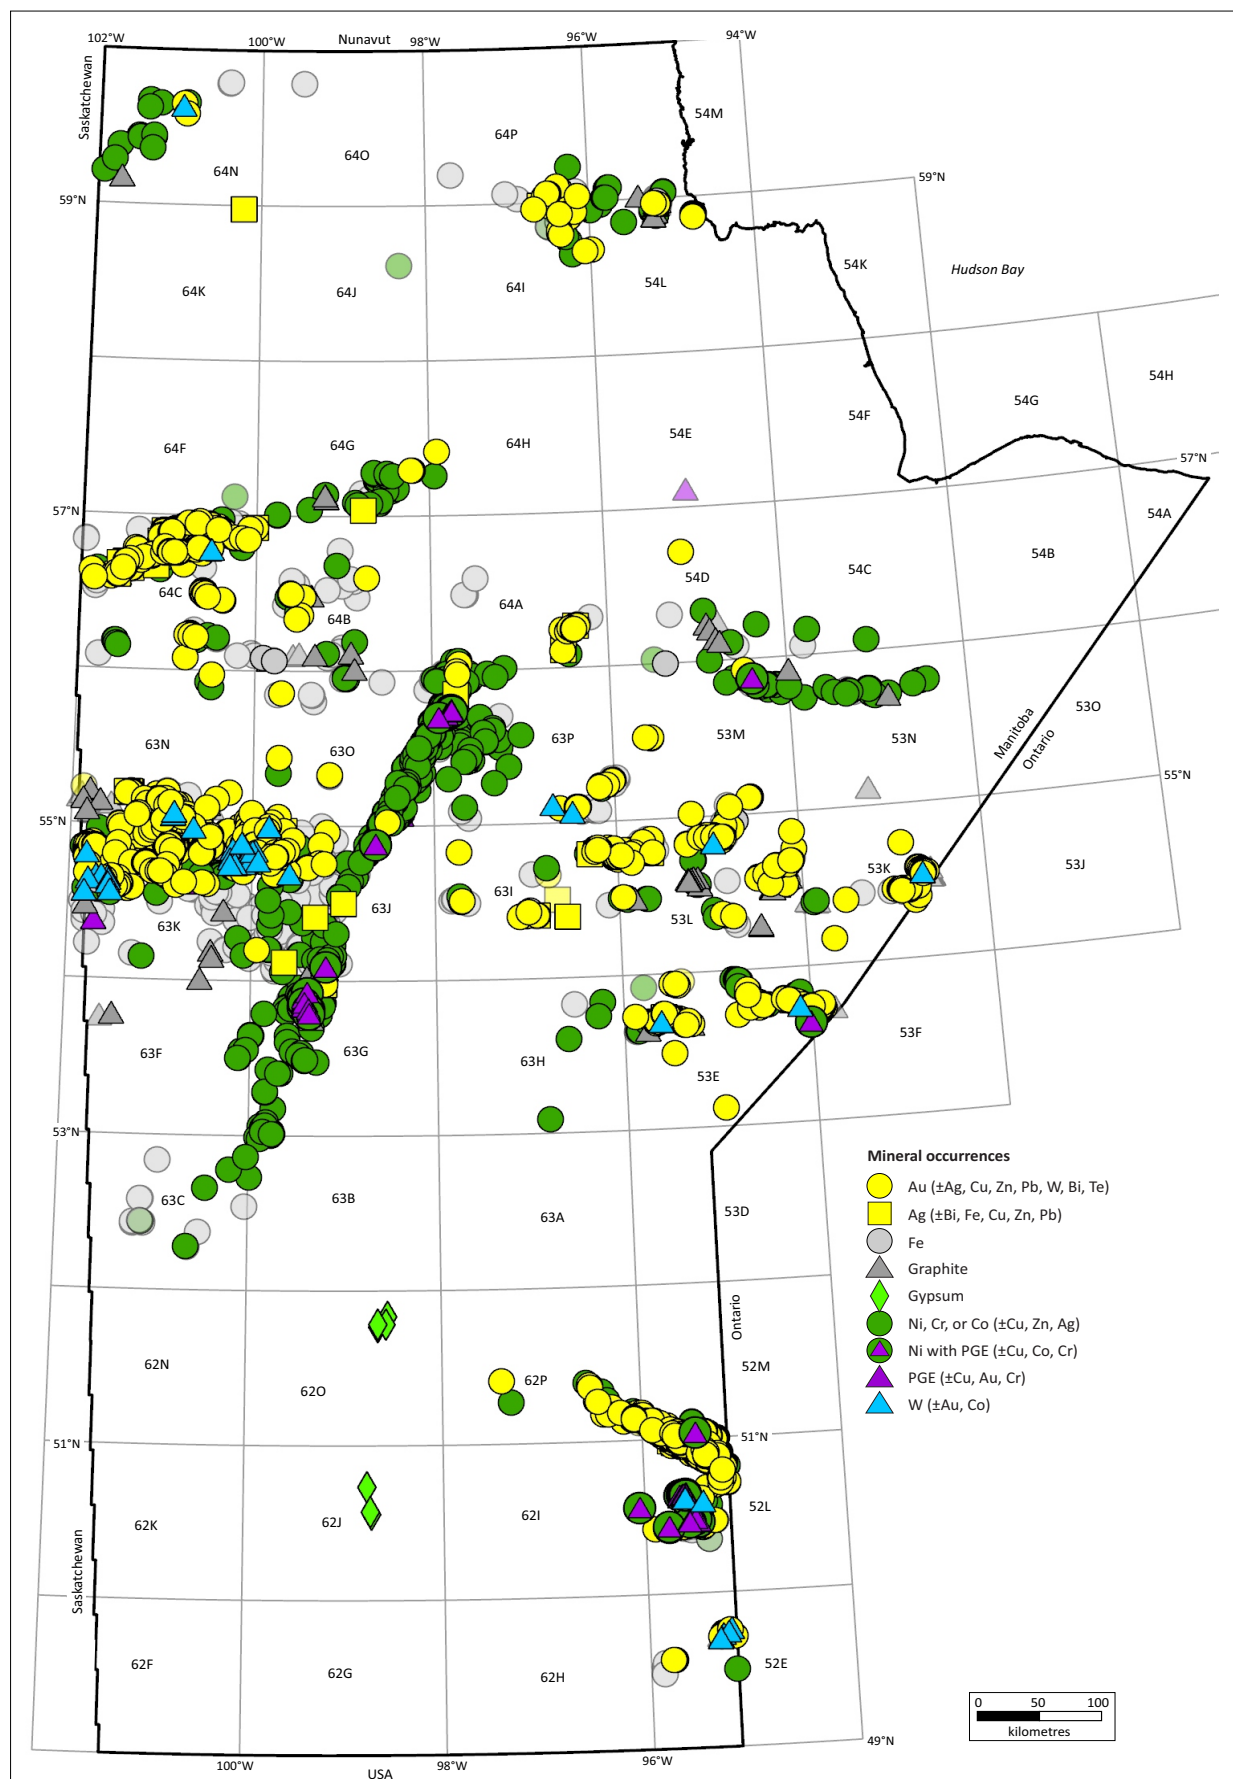 102°W
100°W
Nunavut
98°W
96°W
94°W
Saskatchewan
54M
64P
64O
64N
59°N
59°N
54K
Hudson Bay
64K
64J
64I
54L
54H
54G
54F
64F
64G
64H
54E
57°N
57°N
54A
54B
54D
54C
64C
64B
64A
53O
Manitoba
Ontario
63N
63O
63P
53M
53N
55°N
55°N
53K
53J
63K
63J
63I
53L
63F
63G
63H
53E
53F
53°N
63C
63B
63A
53D
Mineral occurrences
Au (±Ag, Cu, Zn, Pb, W, Bi, Te)
Ag (±Bi, Fe, Cu, Zn, Pb)
Fe
Graphite
Gypsum
Ni, Cr, or Co (±Cu, Zn, Ag)
Ni with PGE (±Cu, Co, Cr)
PGE (±Cu, Au, Cr)
W (±Au, Co)
Ontario
62N
62O
62P
52M
51°N
51°N
62K
62J
62I
52L
Saskatchewan
62F
62G
62H
52E
0 50 100
kilometres
49°N
100°W
98°W
96°W
USA